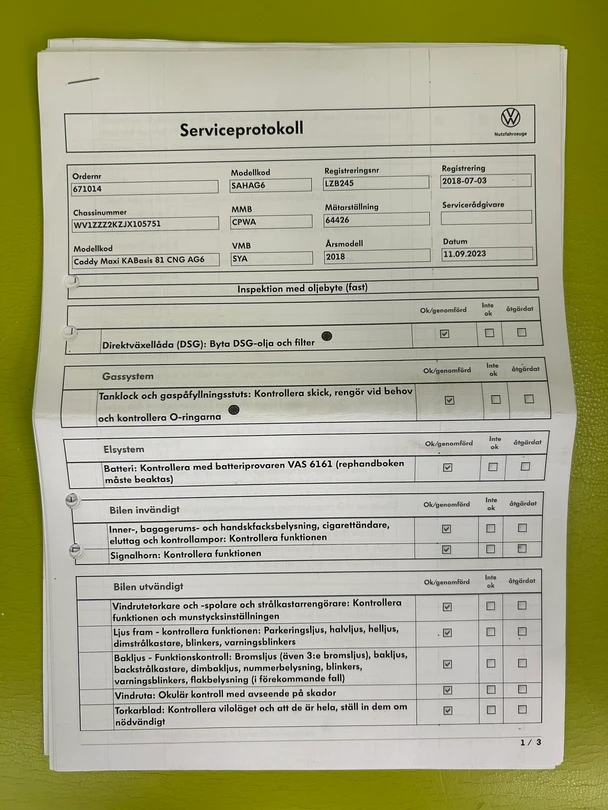 Serviceprotokoll
Nutzfahrzeuge
Ordernr
671014
Modellkod
SAHAG6
Registreringsnr
LZB245
Registrering
2018-07-03
Chassinummer
WV1ZZZ2KZJX105751
MMB
CPWA
Mätarställning
64426
Servicerådgivare
Modellkod
Caddy Maxi KABasis 81 CNG AG6
VMB
SYA
Årsmodell
2018
Datum
11.09.2023
Inspektion med oljebyte (fast)
Ok/genomförd
Inte
ok
åtgärdat
Direktväxellåda (DSG): Byta DSG-olja och filter
Gassystem
Ok/genomförd
Inte
ok
åtgärdat
Tanklock och gaspåfyllningsstuts: Kontrollera skick, rengör vid behov
och kontrollera O-ringarna
Elsystem
Ok/genomförd
Inte
ok
åtgärdat
Batteri: Kontrollera med batteriprovaren VAS 6161 (rephandboken
måste beaktas)
Bilen invändigt
Ok/genomförd
Inte
ok
åtgärdat
Inner-, bagagerums- och handskfacksbelysning, cigarettändare,
eluttag och kontrollampor: Kontrollera funktionen
Signalhorn: Kontrollera funktionen
Bilen utvändigt
Ok/genomförd
Inte
ok
åtgärdat
Vindrutetorkare och -spolare och strålkastarrengörare: Kontrollera
funktionen och munstycksinställningen
Ljus fram - kontrollera funktionen: Parkeringsljus, halvljus, helljus,
dimstrålkastare, blinkers, varningsblinkers
Bakljus - Funktionskontroll: Bromsljus (även 3:e bromsljus), bakljus,
backstrålkastare, dimbakljus, nummerbelysning, blinkers,
varningsblinkers, flakbelysning (i förekommande fall)
Vindruta: Okulär kontroll med avseende på skador
Torkarblad: Kontrollera viloläget och att de är hela, ställ in dem om
nödvändigt
1 / 3